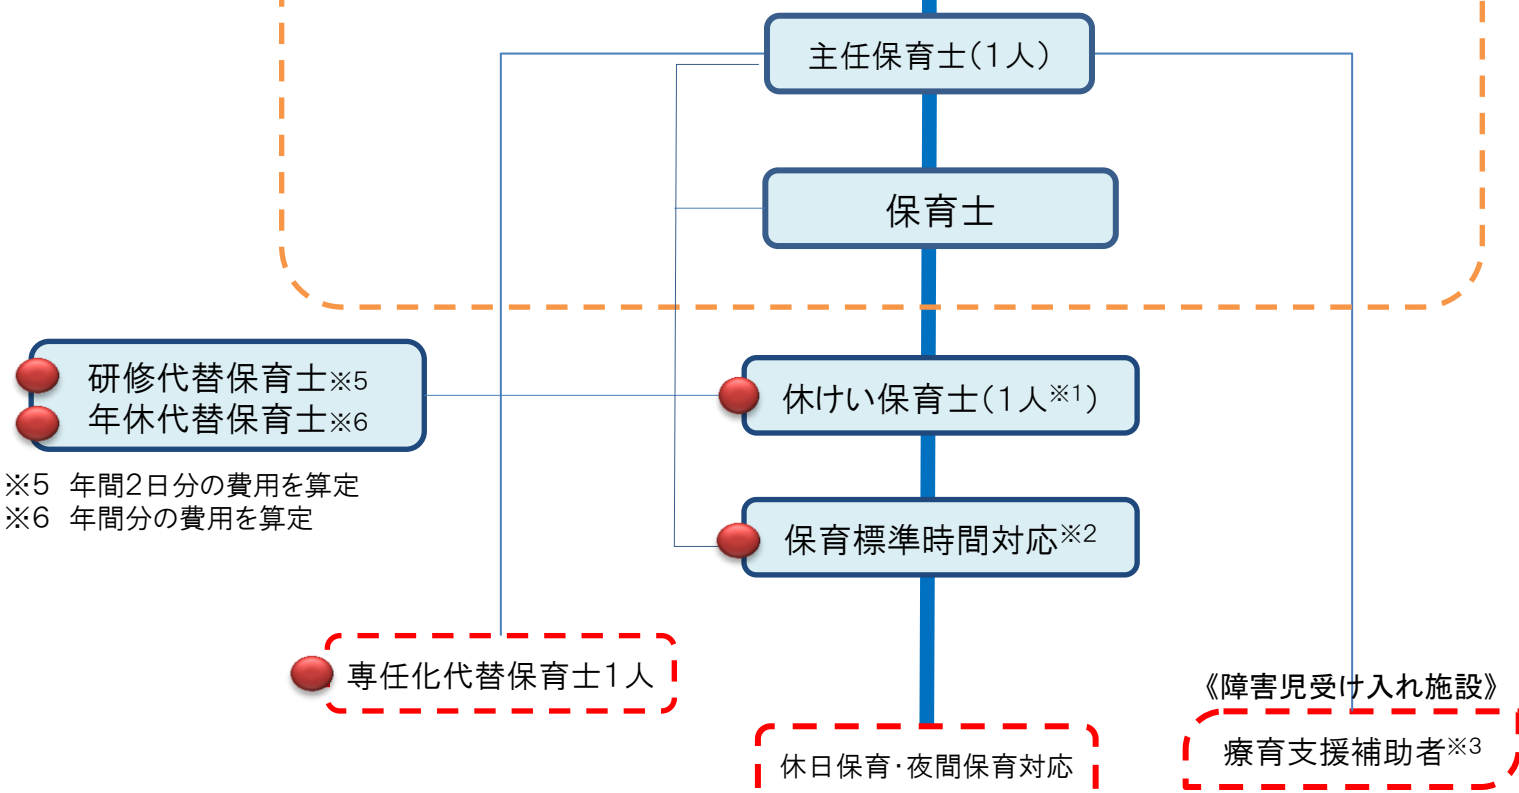 主任保育士(1人)
保育士
研修代替保育士※5
年休代替保育士※6
休けい保育士(1人※1)
※5 年間2日分の費用を算定
※6 年間分の費用を算定
保育標準時間対応※2
専任化代替保育士1人
《障害児受け入れ施設》
療育支援補助者※3
休日保育・夜間保育対応